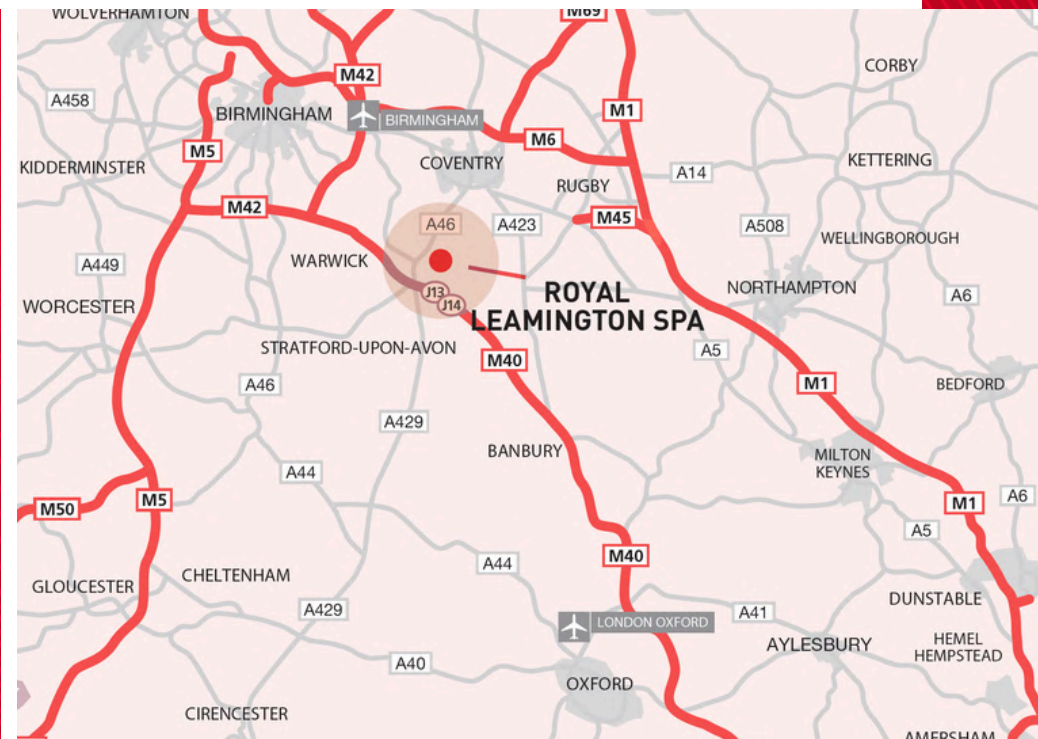 WOLVERHAMTON
M69
M42
CORBY
A458
M1
BIRMINGHAM
BIRMINGHAM
M6
M5
COVENTRY
KETTERING
KIDDERMINSTER
A14
RUGBY
M42
M45
A46
A423
A508
WELLINGBOROUGH
WARWICK
A449
J13
ROYAL
LEAMINGTON SPA
NORTHAMPTON
A6
J14
WORCESTER
STRATFORD-UPON-AVON
A5
M40
A46
M1
BEDFORD
A429
BANBURY
MILTON
KEYNES
A44
M5
M50
M1
A6
A5
M40
A44
CHELTENHAM
GLOUCESTER
DUNSTABLE
A429
A41
LONDON OXFORD
AYLESBURY
HEMEL
HEMPSTEAD
A40
OXFORD
CIRENCESTER
AMERSHAM